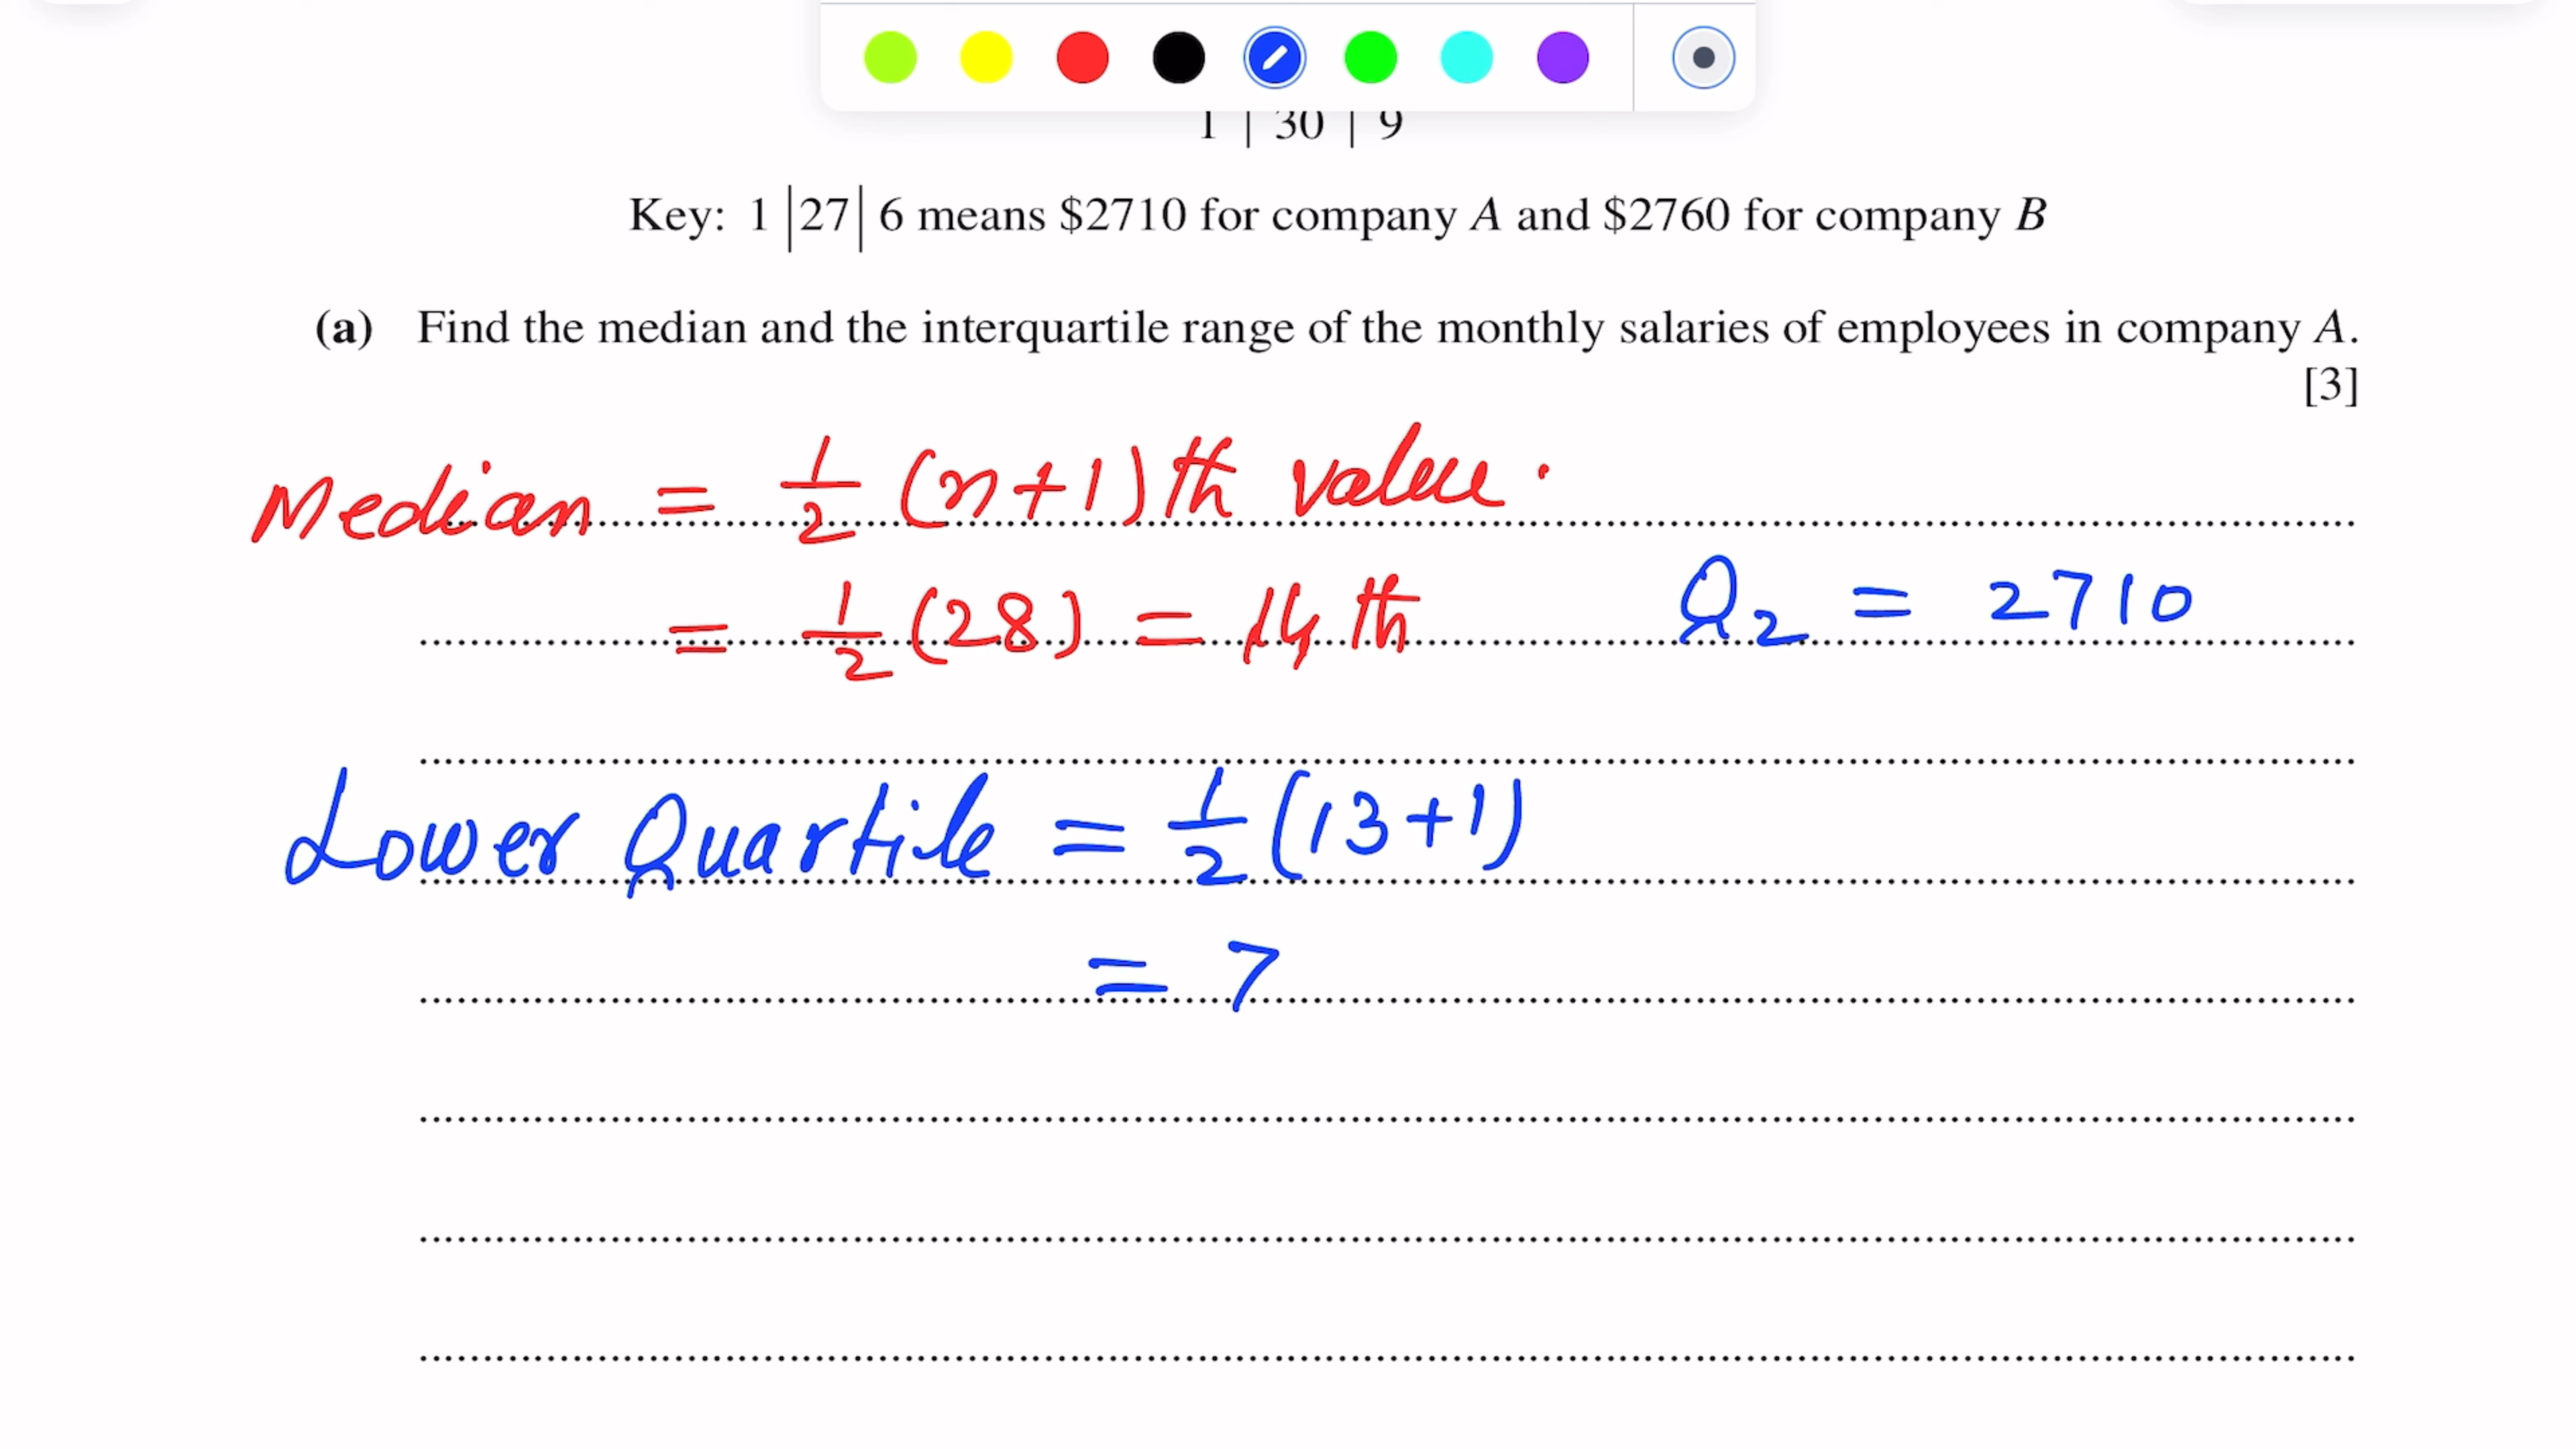 1 | 30 | 9
Key: 1 |27| 6 means $2710 for company A and $2760 for company B
(a) Find the median and the interquartile range of the monthly salaries of employees in company A.
[3]
Median = 1/2 (n+1)th value.
= 1/2 (28) = 14th Q2 = 2710
Lower Quartile = 1/2 (13+1)
= 7